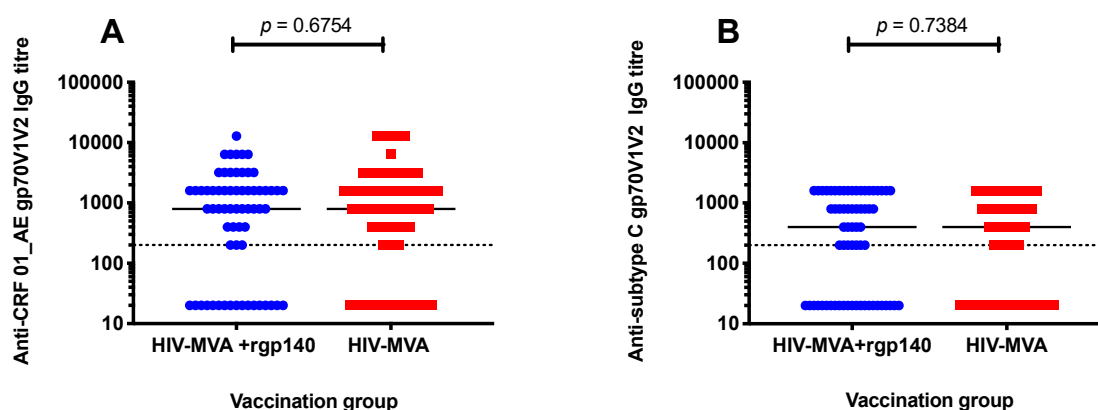 A
p = 0.6754
Anti-CRF 01_AE gp70V1V2 IgG titre
100000
10000
1000
100
10
HIV-MVA +rgp140
HIV-MVA
Vaccination group
B
p = 0.7384
Anti-subtype C gp70V1V2 IgG titre
100000
10000
1000
100
10
HIV-MVA+rgp140
HIV-MVA
Vaccination group